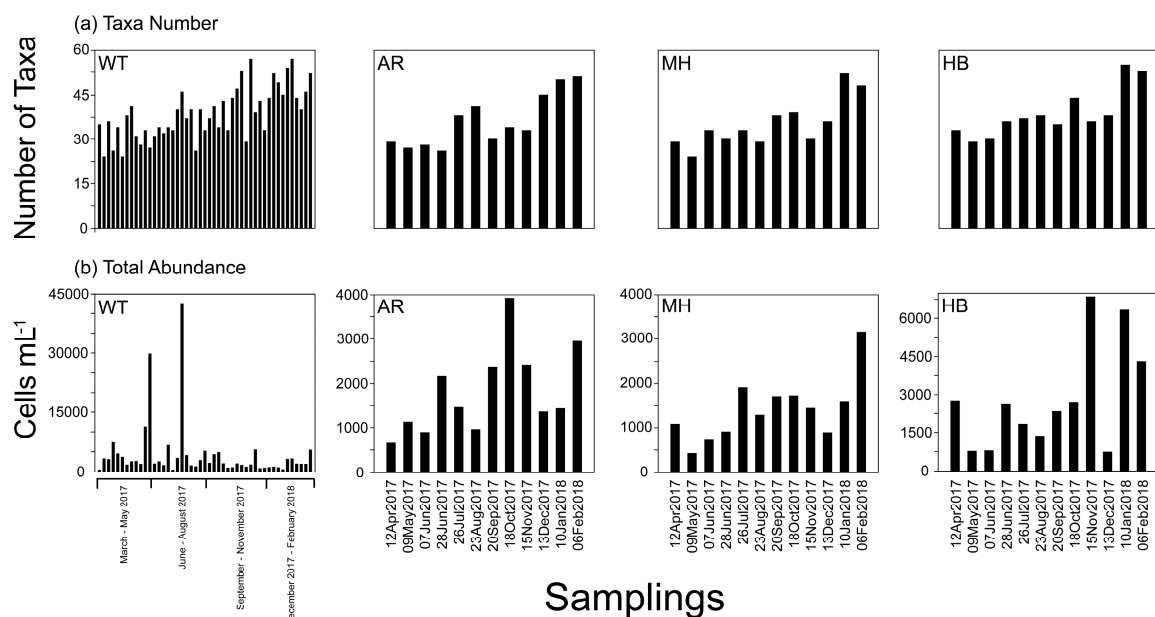 (a) Taxa Number
Number of Taxa
60
45
30
15
0
WT
AR
MH
HB
(b) Total Abundance
Cells mL-1
45000
30000
15000
0
WT
4000
3000
2000
1000
0
AR
4000
3000
2000
1000
0
MH
6000
4500
3000
1500
0
HB
March - May 2017
June - August 2017
September - November 2017
ecember 2017 - February 2018
12Apr2017
09May2017
07Jun2017
28Jun2017
26Jul2017
23Aug2017
20Sep2017
18Oct2017
15Nov2017
13Dec2017
10Jan2018
06Feb2018
12Apr2017
09May2017
07Jun2017
28Jun2017
26Jul2017
23Aug2017
20Sep2017
18Oct2017
15Nov2017
13Dec2017
10Jan2018
06Feb2018
12Apr2017
09May2017
07Jun2017
28Jun2017
26Jul2017
23Aug2017
20Sep2017
18Oct2017
15Nov2017
13Dec2017
10Jan2018
06Feb2018
Samplings